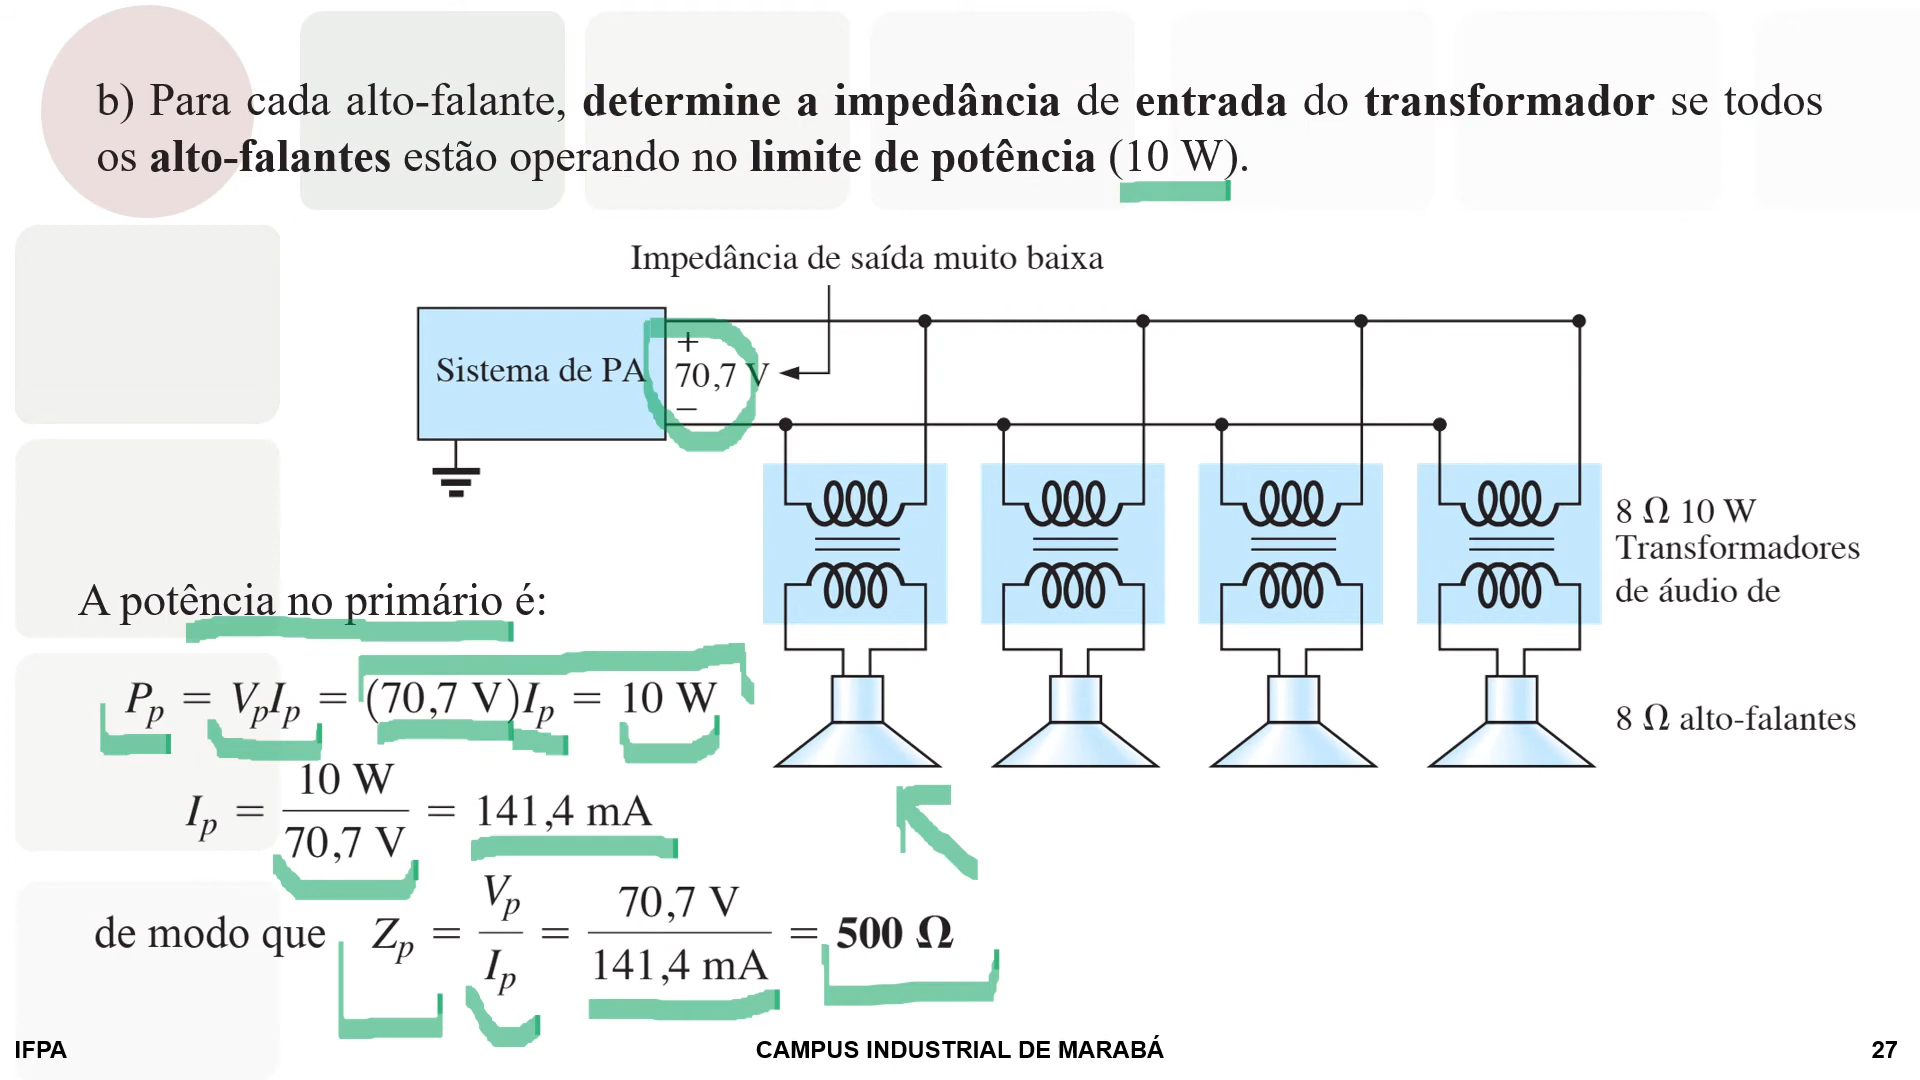 b) Para cada alto-falante, determine a impedância de entrada do transformador se todos
os alto-falantes estão operando no limite de potência (10 W).
Impedância de saída muito baixa
Sistema de PA
+
70,7 V
−
8 Ω 10 W
Transformadores
de áudio de
8 Ω alto-falantes
A potência no primário é:
Pp = VpIp = (70,7 V)Ip = 10 W
Ip = 10 W / 70,7 V = 141,4 mA
de modo que Zp = Vp / Ip = 70,7 V / 141,4 mA = 500 Ω
IFPA
CAMPUS INDUSTRIAL DE MARABÁ
27